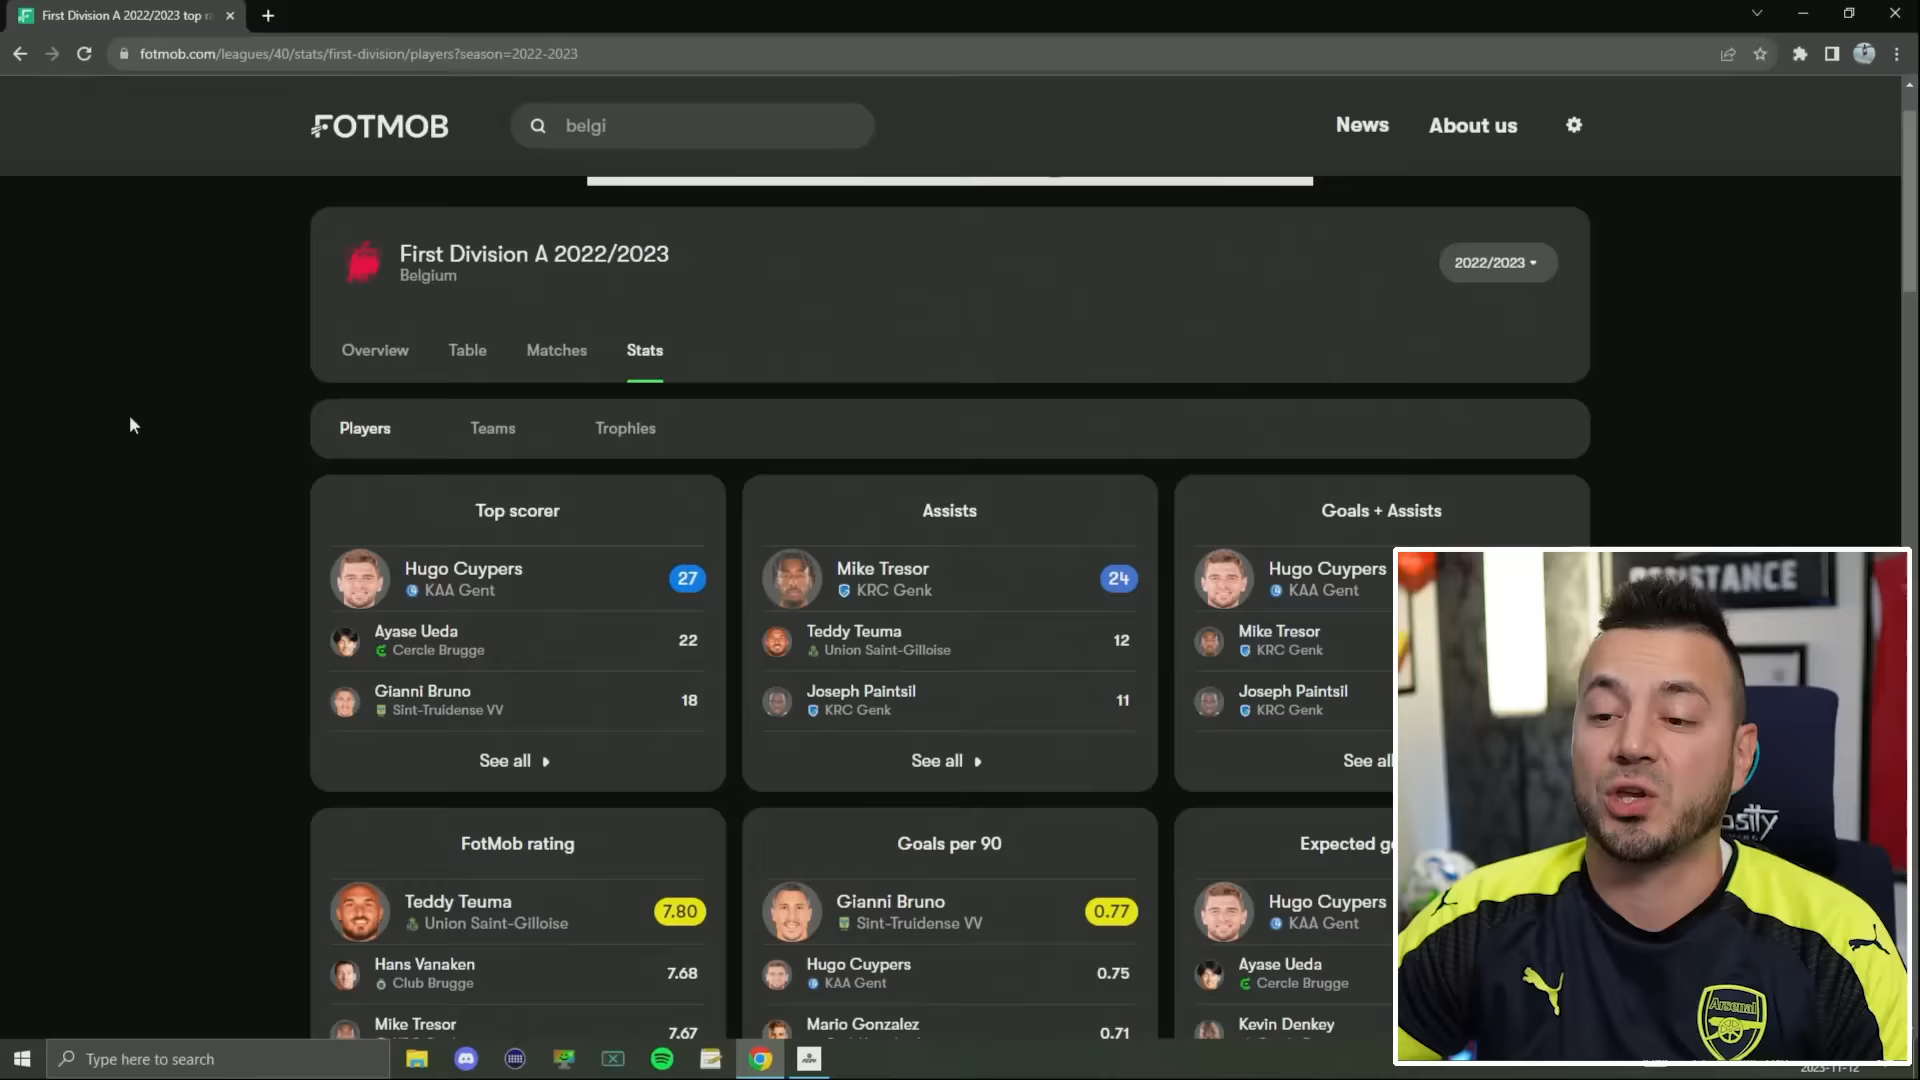 First Division A 2022/2023 top ra
fotmob.com/leagues/40/stats/first-division/players?season=2022-2023
FOTMOB
belgi
News
About us
First Division A 2022/2023
Belgium
2022/2023
Overview
Table
Matches
Stats
Players
Teams
Trophies
Top scorer
Hugo Cuypers
KAA Gent
27
Ayase Ueda
Cercle Brugge
22
Gianni Bruno
Sint-Truidense VV
18
See all
Assists
Mike Tresor
KRC Genk
24
Teddy Teuma
Union Saint-Gilloise
12
Joseph Paintsil
KRC Genk
11
See all
Goals + Assists
Hugo Cuypers
KAA Gent
Mike Tresor
KRC Genk
Joseph Paintsil
KRC Genk
See all
FotMob rating
Teddy Teuma
Union Saint-Gilloise
7.80
Hans Vanaken
Club Brugge
7.68
Mike Tresor
7.67
Goals per 90
Gianni Bruno
Sint-Truidense VV
0.77
Hugo Cuypers
KAA Gent
0.75
Mario Gonzalez
0.71
Expected go
Hugo Cuypers
KAA Gent
Ayase Ueda
Cercle Brugge
Kevin Denkey
Arsenal
Type here to search
2023-11-12